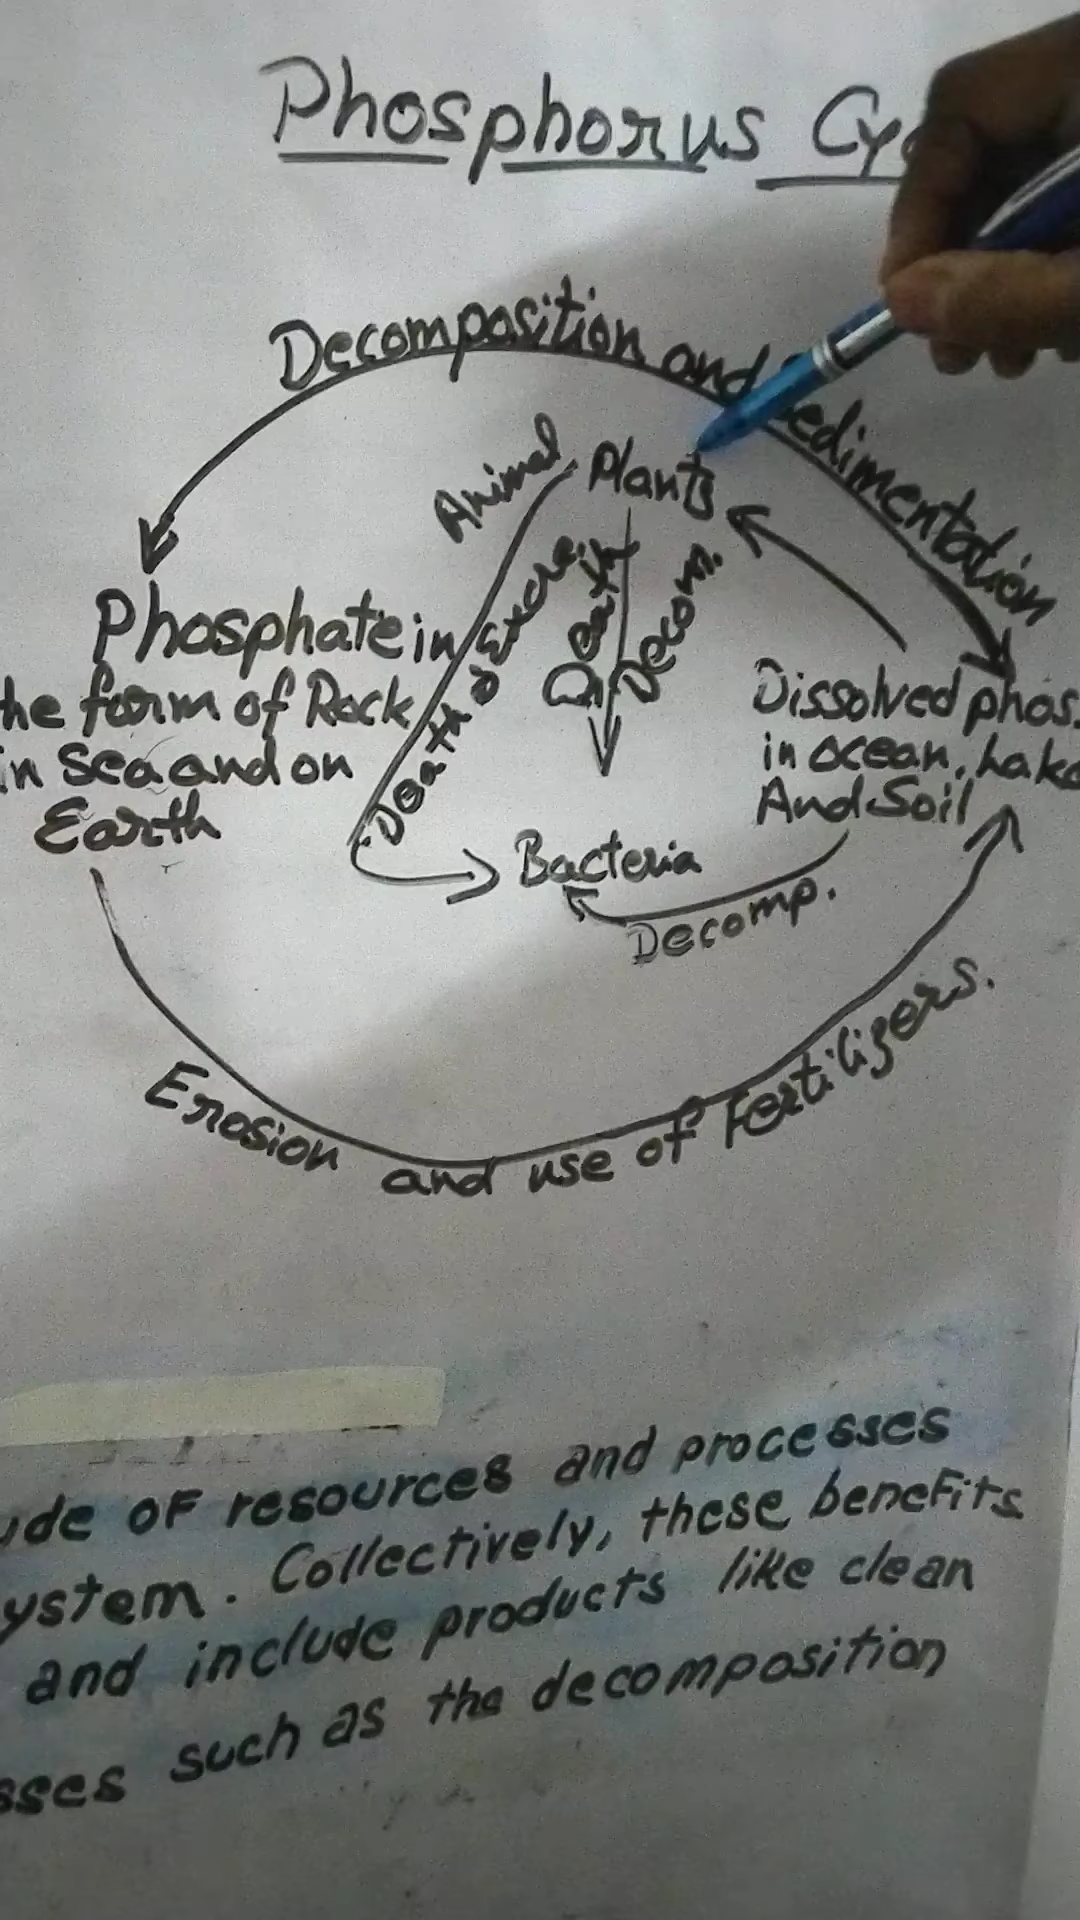 Phosphorus Cy
Decomposition and Sedimentation
Animal Plants
Death & Excre.
Death
Decom.
Phosphate in
the form of Rock
in Sea and on
Earth
Dissolved phos.
in ocean, Lake
And Soil
Bacteria
Decomp.
Erosion and use of Fertilizers.
ude of resources and processes
ystem. Collectively, these benefits
and include products like clean
sses such as the decomposition